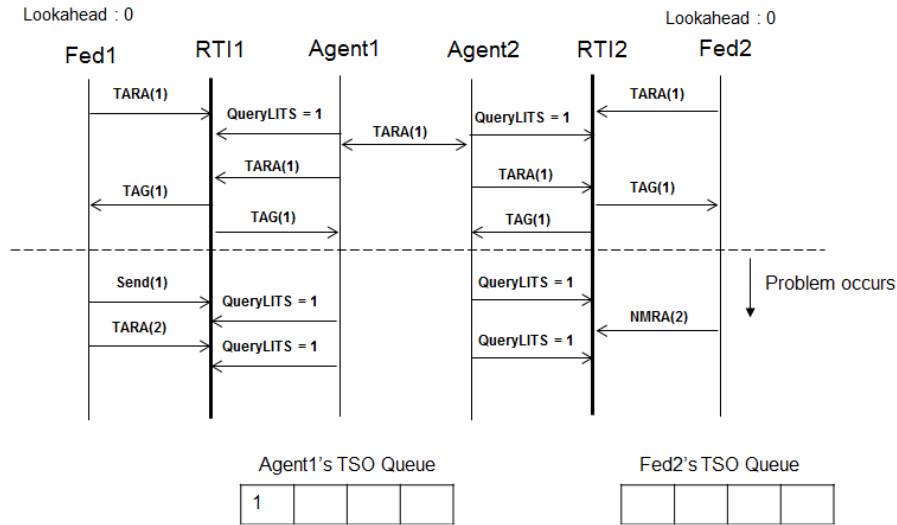 Lookahead : 0
Lookahead : 0
Fed1
RTI1
Agent1
Agent2
RTI2
Fed2
TARA(1)
TARA(1)
QueryLITS = 1
QueryLITS = 1
TARA(1)
TARA(1)
TARA(1)
TAG(1)
TAG(1)
TAG(1)
TAG(1)
Problem occurs
Send(1)
QueryLITS = 1
QueryLITS = 1
TARA(2)
NMRA(2)
QueryLITS = 1
QueryLITS = 1
Agent1's TSO Queue
Fed2's TSO Queue
1